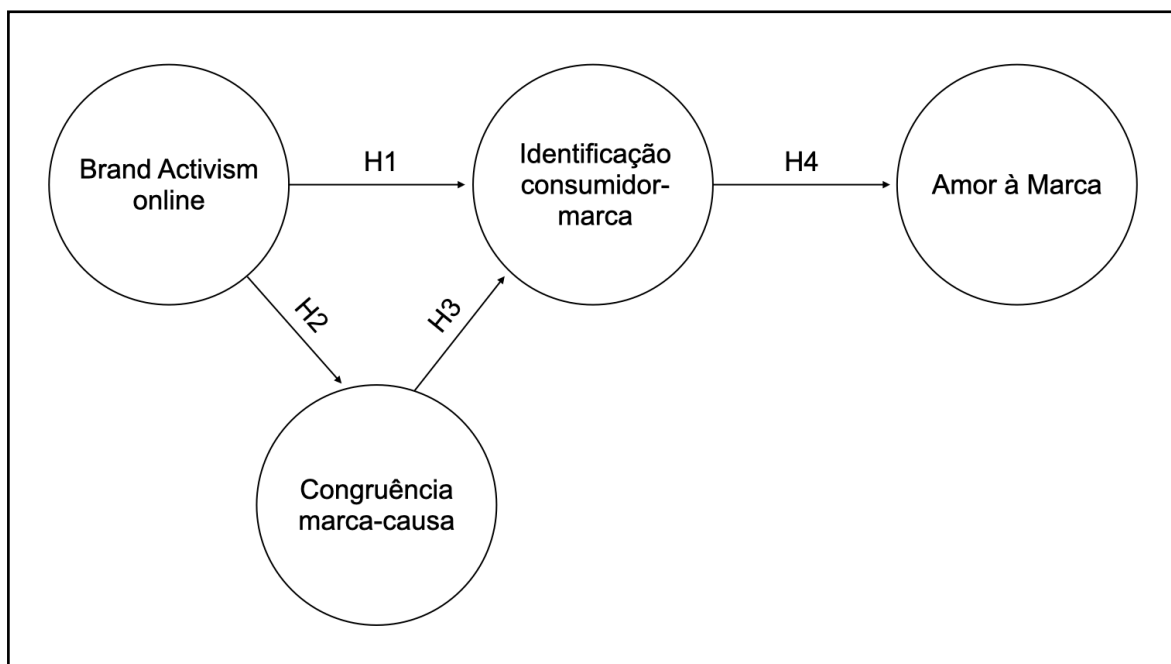 Brand Activism
online
H1
Identificação
consumidor-
marca
H4
Amor à Marca
H2
H3
Congruência
marca-causa